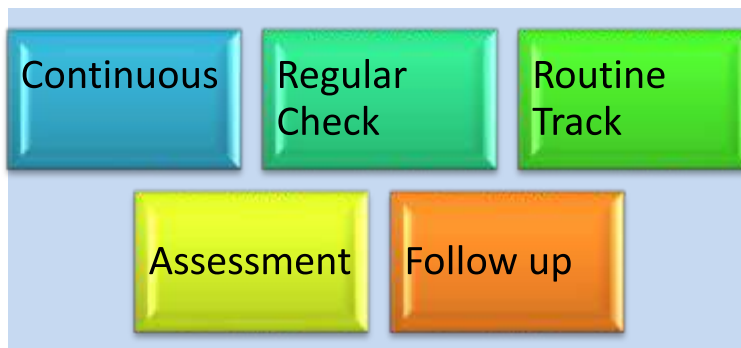 Continuous
Regular
Check
Routine
Track
Assessment
Follow up